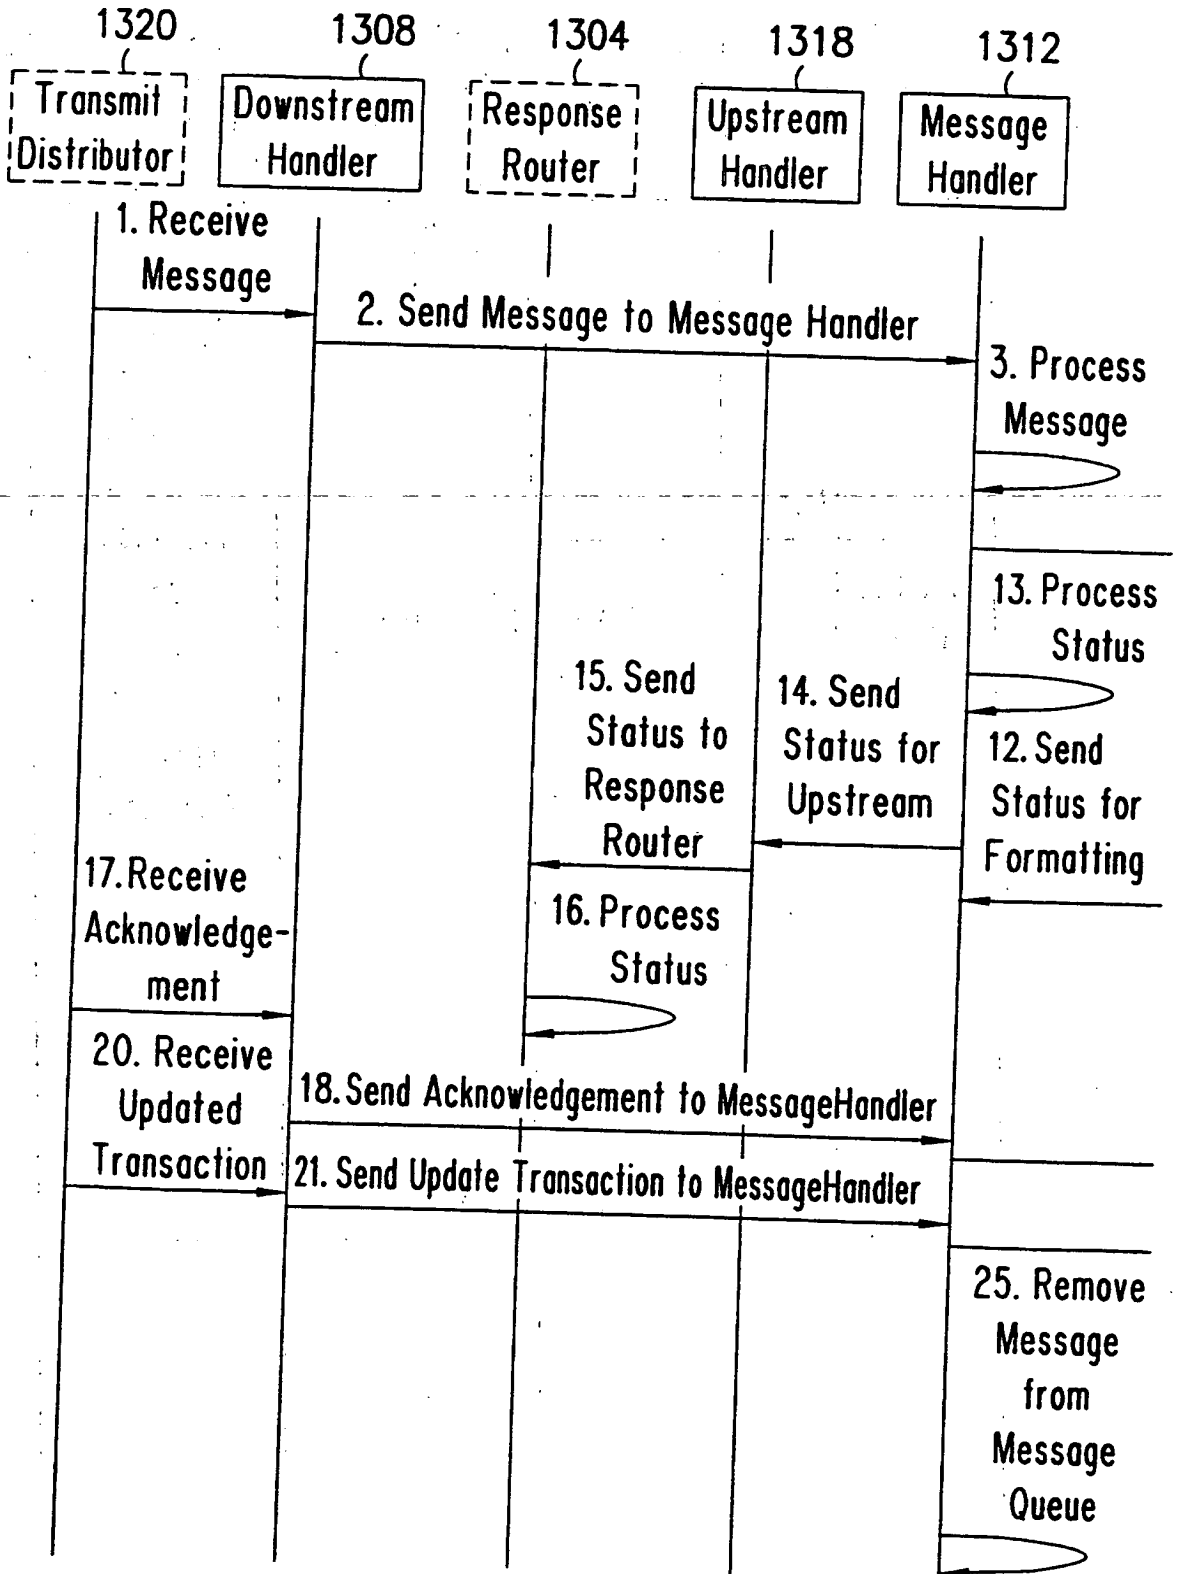 1320
1308
1304
1318
1312
Transmit
Distributor
Downstream
Handler
Response
Router
Upstream
Handler
Message
Handler
1. Receive
Message
2. Send Message to Message Handler
3. Process
Message
13. Process
Status
15. Send
Status to
Response
Router
14. Send
Status for
Upstream
12. Send
Status for
Formatting
17. Receive
Acknowledge-
ment
16. Process
Status
20. Receive
Updated
Transaction
18. Send Acknowledgement to MessageHandler
21. Send Update Transaction to MessageHandler
25. Remove
Message
from
Message
Queue